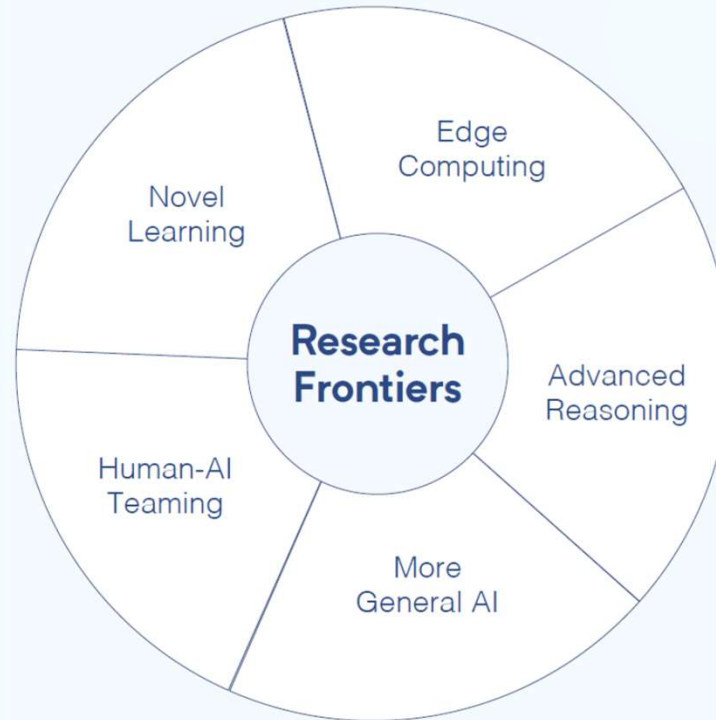 Edge
Computing
Novel
Learning
Research
Frontiers
Advanced
Reasoning
Human-AI
Teaming
More
General AI